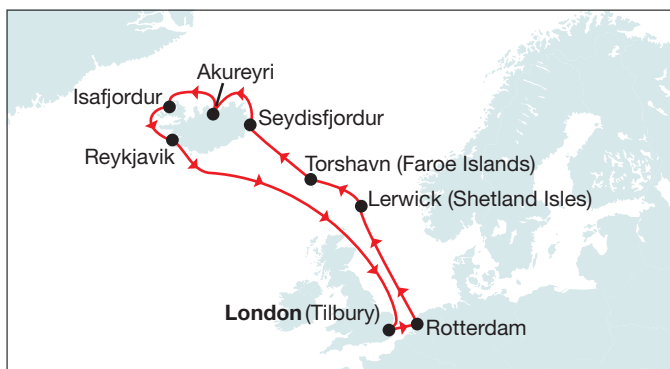 Akureyri
Isafjordur
Seydisfjordur
Reykjavik
Torshavn (Faroe Islands)
Lerwick (Shetland Isles)
London (Tilbury)
Rotterdam